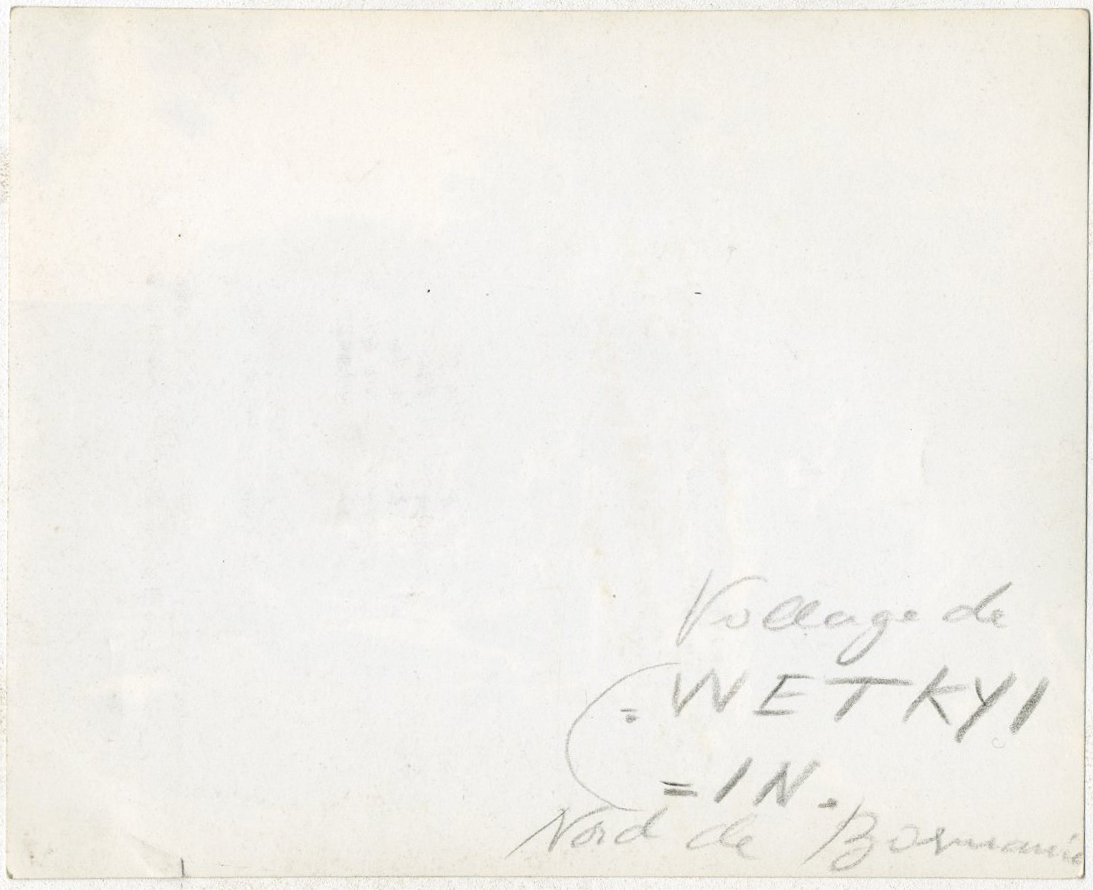 Village de
= WETKYI
= IN.
Nord de Birmanie